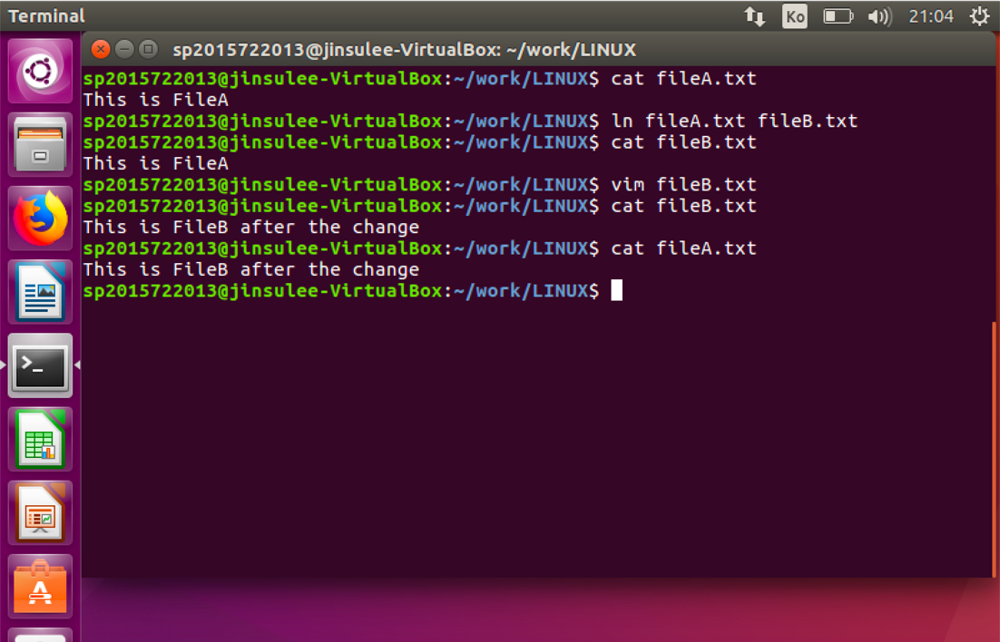 Terminal
Ko
21:04
sp2015722013@jinsulee-VirtualBox: ~/work/LINUX
sp2015722013@jinsulee-VirtualBox:~/work/LINUX$ cat fileA.txt
This is FileA
sp2015722013@jinsulee-VirtualBox:~/work/LINUX$ ln fileA.txt fileB.txt
sp2015722013@jinsulee-VirtualBox:~/work/LINUX$ cat fileB.txt
This is FileA
sp2015722013@jinsulee-VirtualBox:~/work/LINUX$ vim fileB.txt
sp2015722013@jinsulee-VirtualBox:~/work/LINUX$ cat fileB.txt
This is FileB after the change
sp2015722013@jinsulee-VirtualBox:~/work/LINUX$ cat fileA.txt
This is FileB after the change
sp2015722013@jinsulee-VirtualBox:~/work/LINUX$